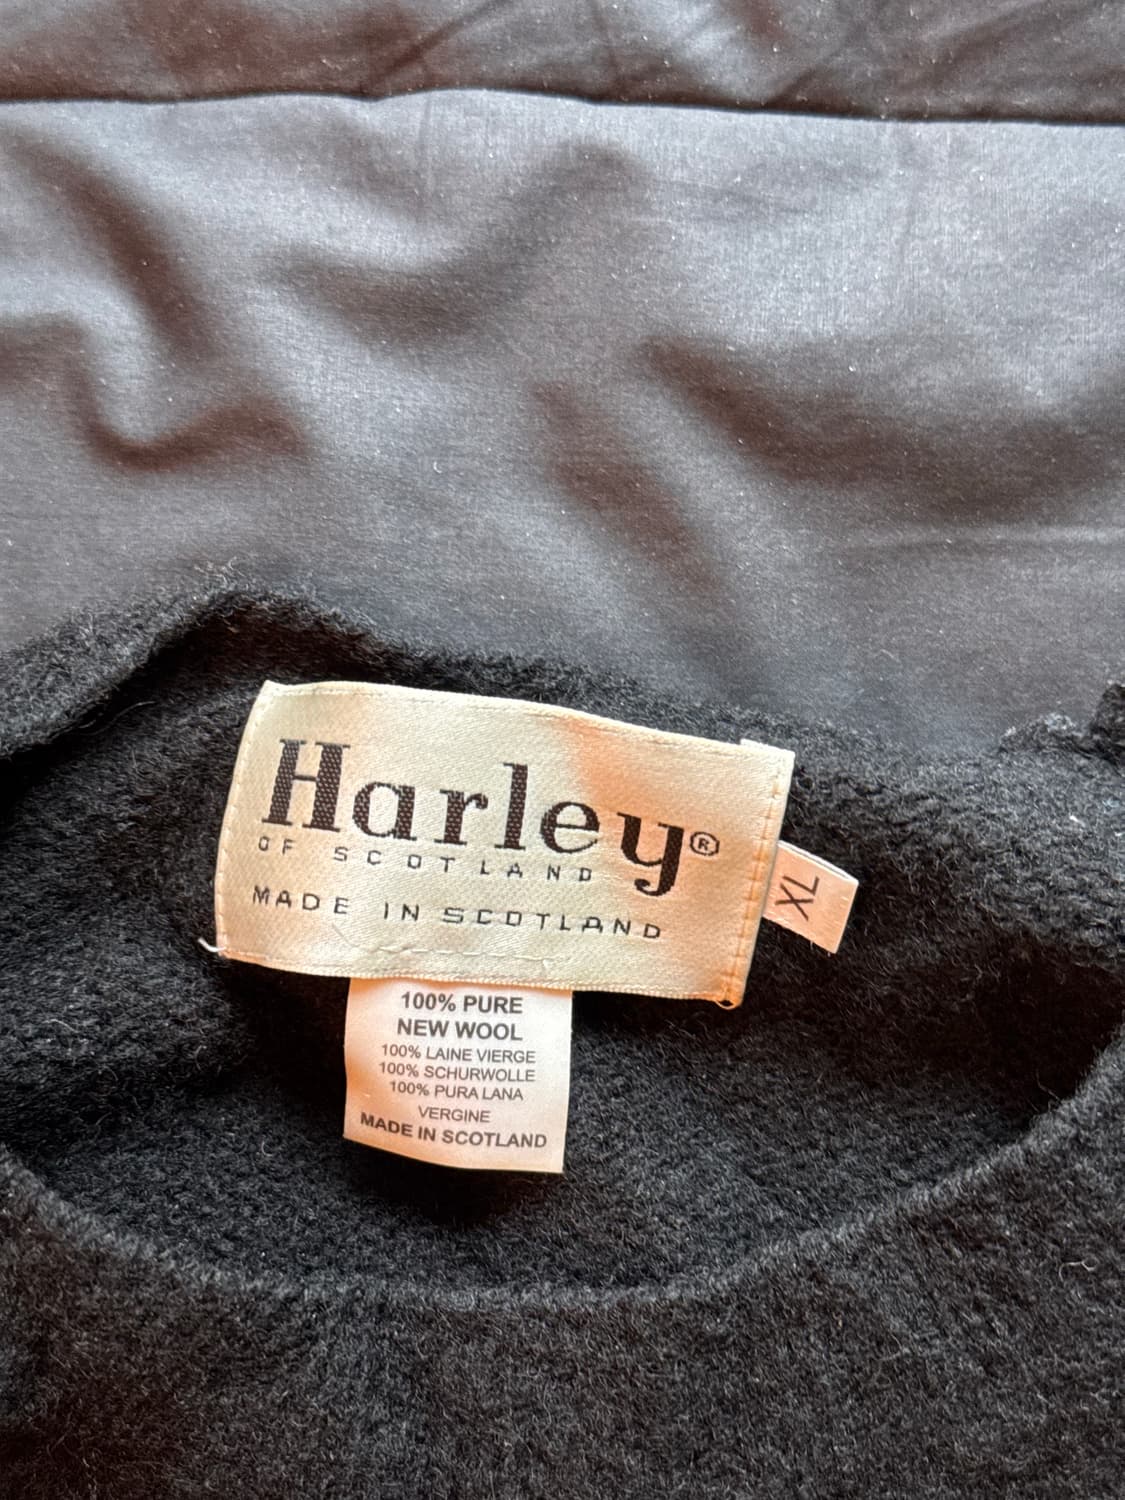 Harley®
OF SCOTLAND
MADE IN SCOTLAND
XL
100% PURE
NEW WOOL
100% LAINE VIERGE
100% SCHURWOLLE
100% PURA LANA
VERGINE
MADE IN SCOTLAND